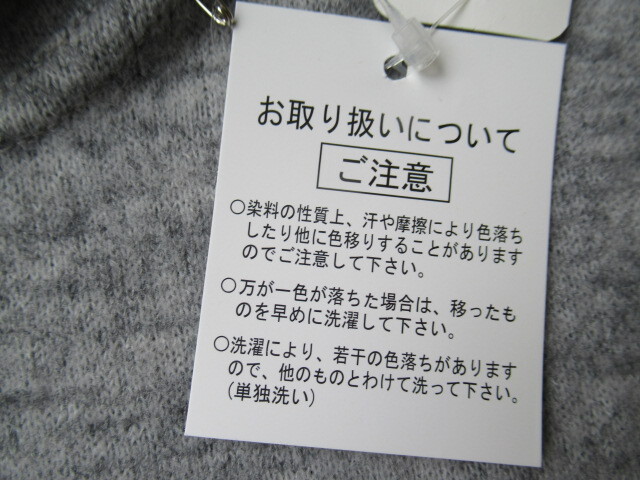 お取り扱いについて
ご注意
○染料の性質上、汗や摩擦により色落ち
したり他に色移りすることがあります
のでご注意して下さい。
○万が一色が落ちた場合は、移ったも
のを早めに洗濯して下さい。
○洗濯により、若干の色落ちがあります
ので、他のものとわけて洗って下さい。
(単独洗い)